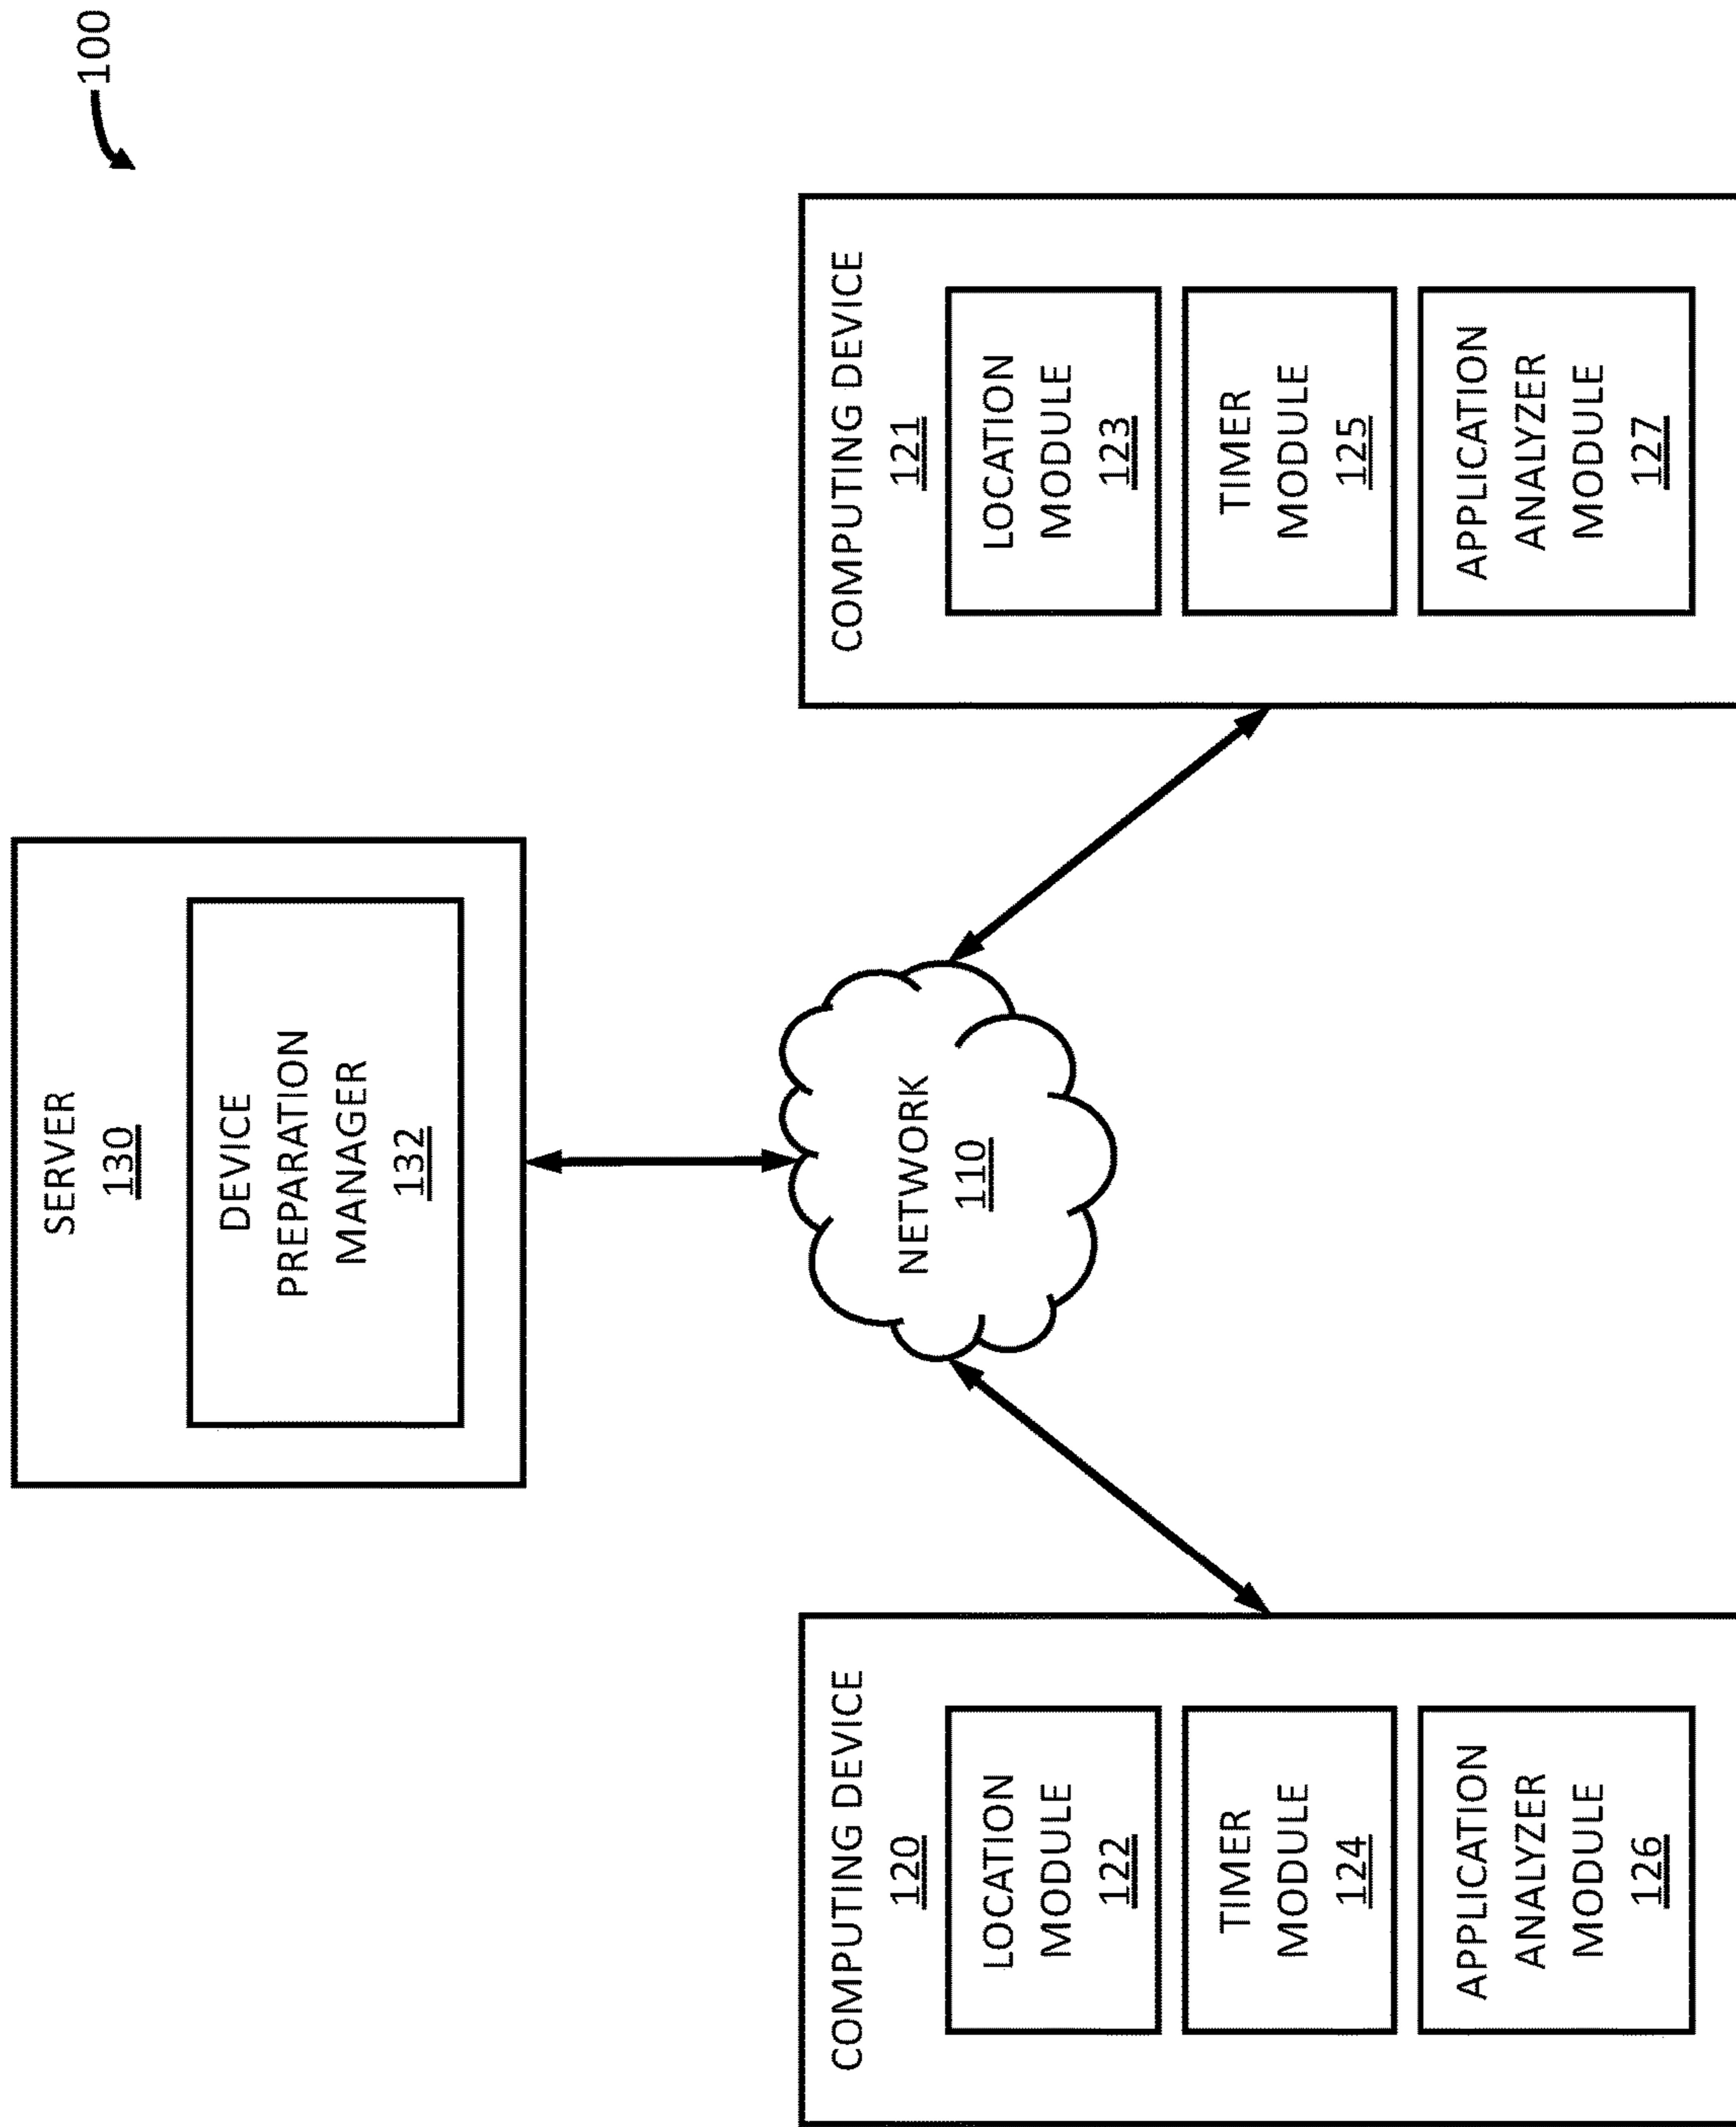 100
SERVER
130
DEVICE
PREPARATION
MANAGER
132
NETWORK
110
COMPUTING DEVICE
120
LOCATION
MODULE
122
TIMER
MODULE
124
APPLICATION
ANALYZER
MODULE
126
COMPUTING DEVICE
121
LOCATION
MODULE
123
TIMER
MODULE
125
APPLICATION
ANALYZER
MODULE
127